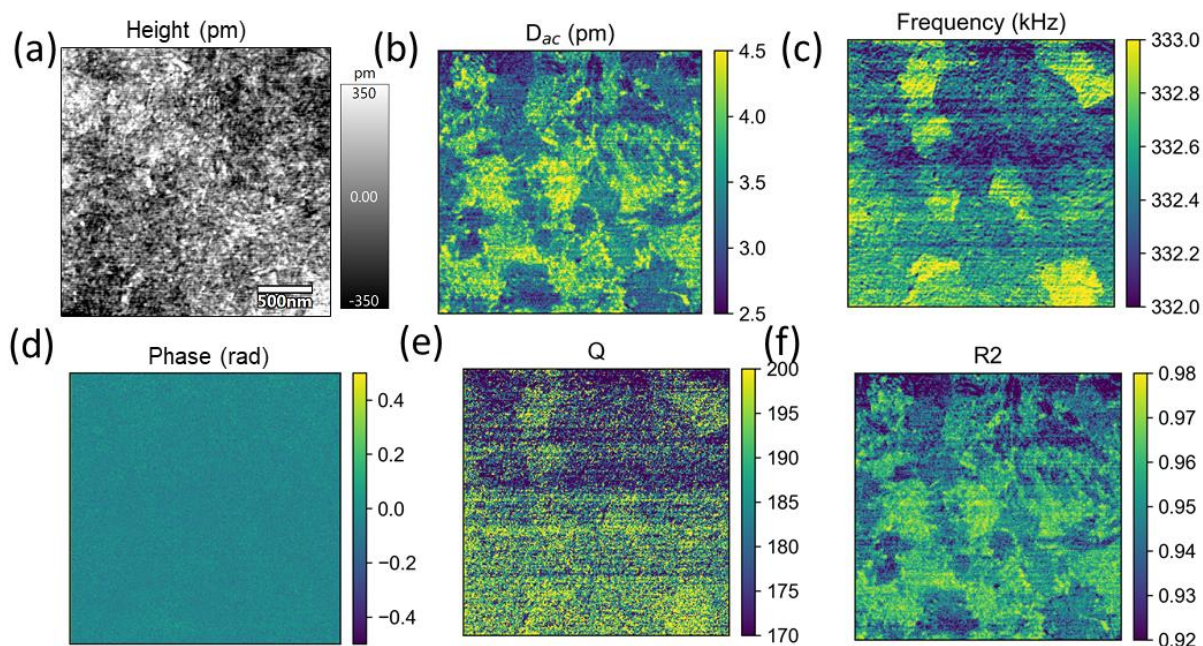 (a)
Height (pm)
pm
350
0.00
-350
500nm
(b)
D_ac (pm)
4.5
4.0
3.5
3.0
2.5
(c)
Frequency (kHz)
333.0
332.8
332.6
332.4
332.2
332.0
(d)
Phase (rad)
0.4
0.2
0.0
−0.2
−0.4
(e)
Q
200
195
190
185
180
175
170
(f)
R2
0.98
0.97
0.96
0.95
0.94
0.93
0.92